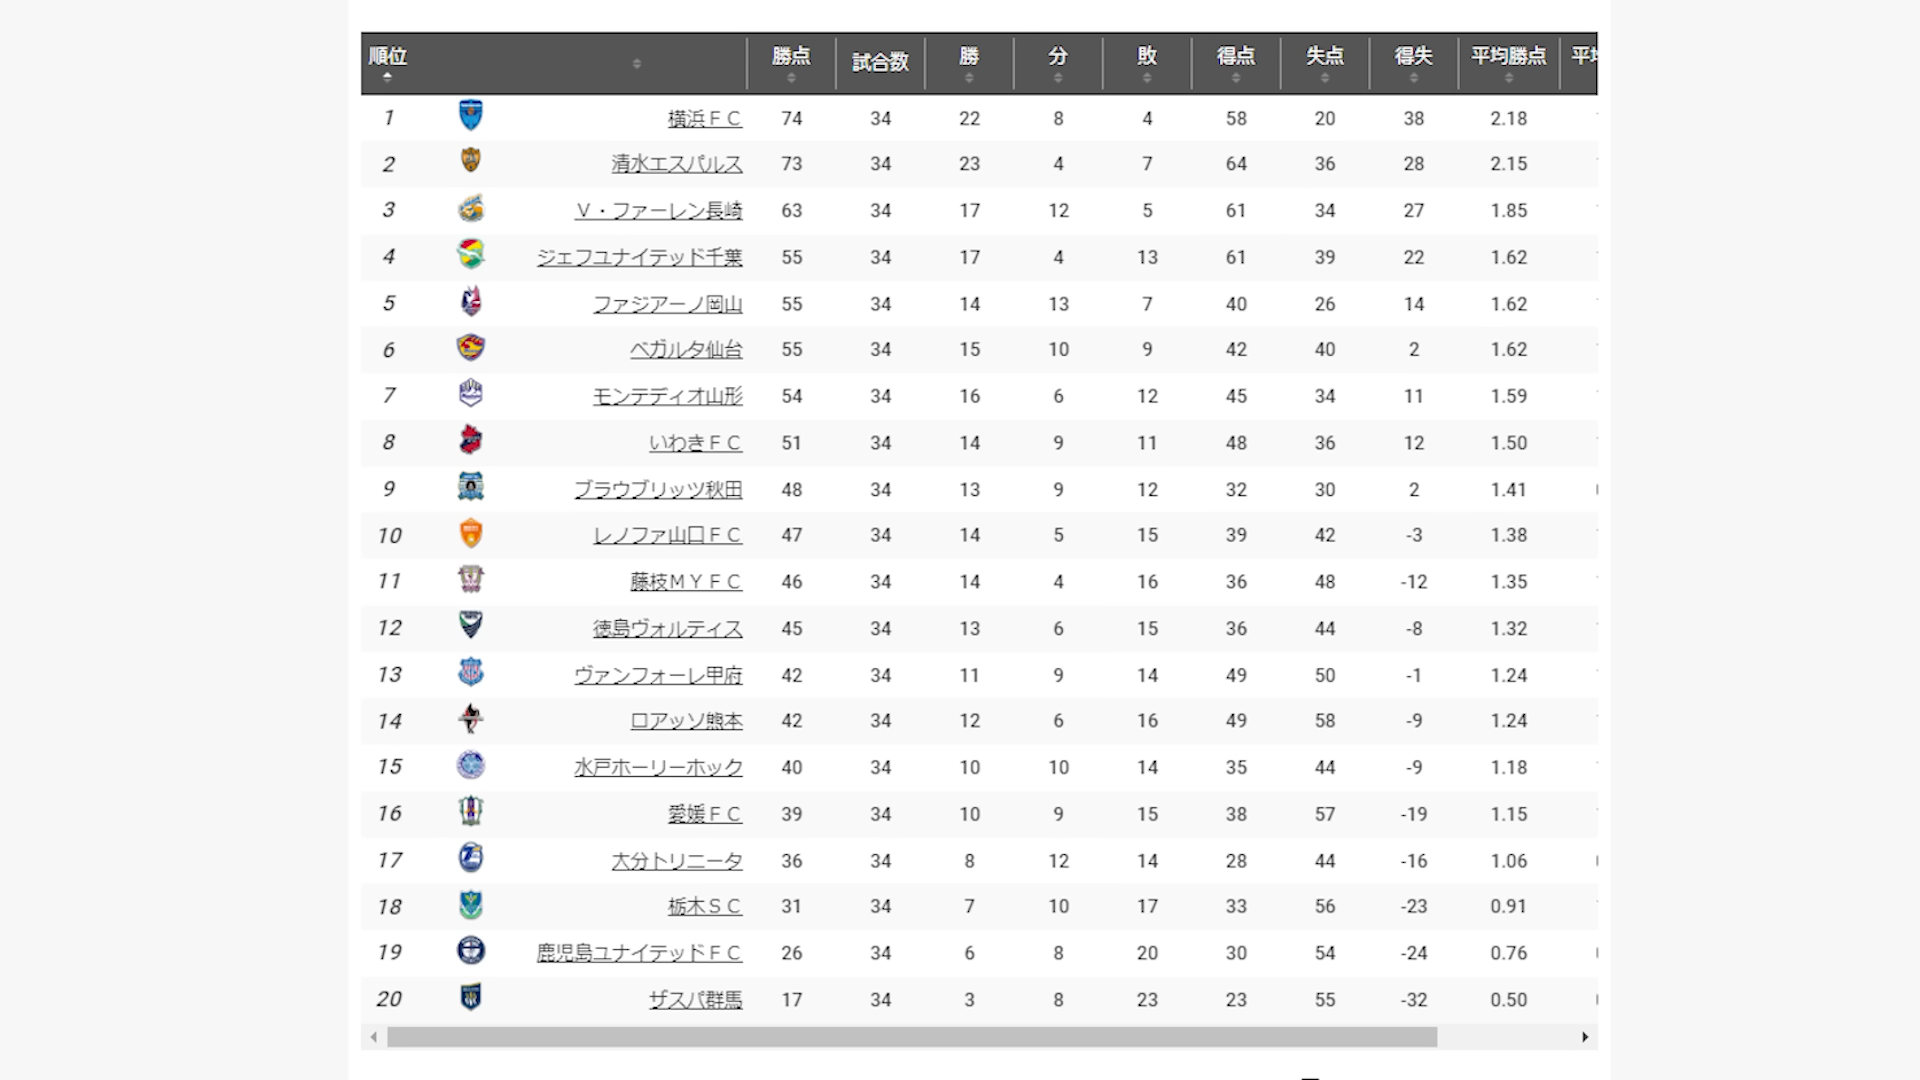 順位 勝点 試合数 勝 分 敗 得点 失点 得失 平均勝点
1 横浜ＦＣ 74 34 22 8 4 58 20 38 2.18
2 清水エスパルス 73 34 23 4 7 64 36 28 2.15
3 Ｖ・ファーレン長崎 63 34 17 12 5 61 34 27 1.85
4 ジェフユナイテッド千葉 55 34 17 4 13 61 39 22 1.62
5 ファジアーノ岡山 55 34 14 13 7 40 26 14 1.62
6 ベガルタ仙台 55 34 15 10 9 42 40 2 1.62
7 モンテディオ山形 54 34 16 6 12 45 34 11 1.59
8 いわきＦＣ 51 34 14 9 11 48 36 12 1.50
9 ブラウブリッツ秋田 48 34 13 9 12 32 30 2 1.41
10 レノファ山口ＦＣ 47 34 14 5 15 39 42 -3 1.38
11 藤枝ＭＹＦＣ 46 34 14 4 16 36 48 -12 1.35
12 徳島ヴォルティス 45 34 13 6 15 36 44 -8 1.32
13 ヴァンフォーレ甲府 42 34 11 9 14 49 50 -1 1.24
14 ロアッソ熊本 42 34 12 6 16 49 58 -9 1.24
15 水戸ホーリーホック 40 34 10 10 14 35 44 -9 1.18
16 愛媛ＦＣ 39 34 10 9 15 38 57 -19 1.15
17 大分トリニータ 36 34 8 12 14 28 44 -16 1.06
18 栃木ＳＣ 31 34 7 10 17 33 56 -23 0.91
19 鹿児島ユナイテッドＦＣ 26 34 6 8 20 30 54 -24 0.76
20 ザスパ群馬 17 34 3 8 23 23 55 -32 0.50